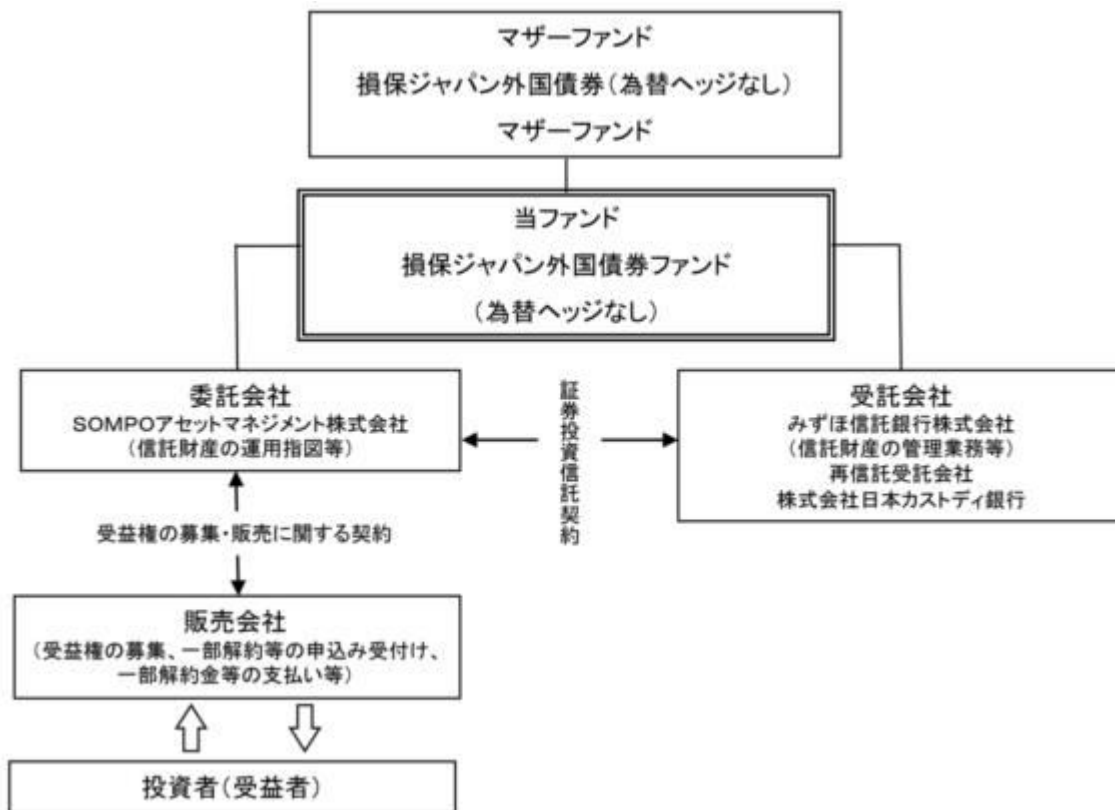 マザーファンド
損保ジャパン外国債券(為替ヘッジなし)
マザーファンド
当ファンド
損保ジャパン外国債券ファンド
(為替ヘッジなし)
委託会社
SOMPOアセットマネジメント株式会社
(信託財産の運用指図等)
証券投資信託契約
受託会社
みずほ信託銀行株式会社
(信託財産の管理業務等)
再信託受託会社
株式会社日本カストディ銀行
受益権の募集・販売に関する契約
販売会社
(受益権の募集、一部解約等の申込み受付け、
一部解約金等の支払い等)
投資者(受益者)